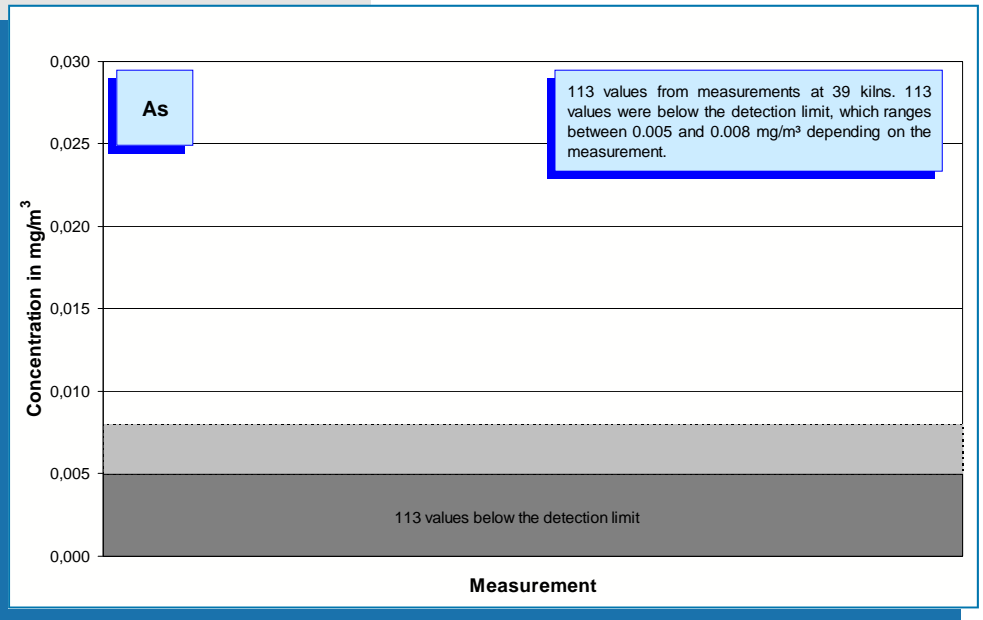 0,030
As
113 values from measurements at 39 kilns. 113
values were below the detection limit, which ranges
between 0.005 and 0.008 mg/m³ depending on the
measurement.
0,025
0,020
0,015
0,010
0,005
0,000
Concentration in mg/m³
113 values below the detection limit
Measurement